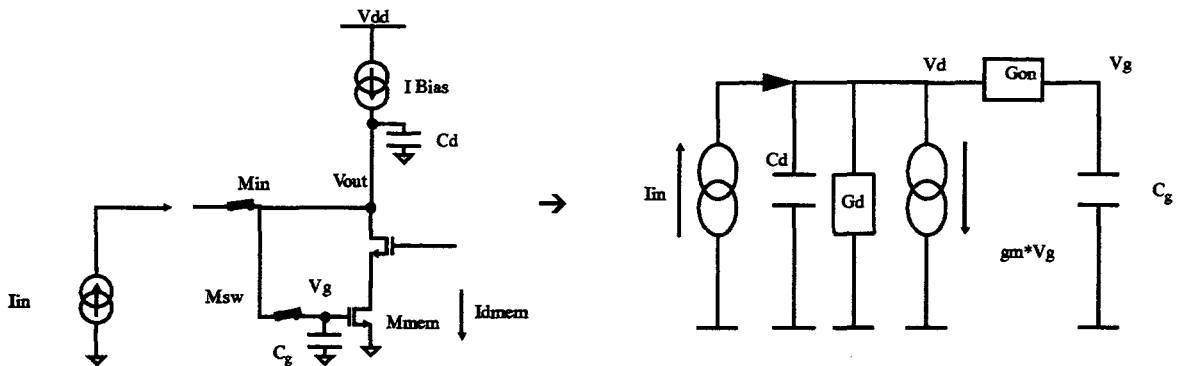 Vdd
I Bias
Cd
Min
Vout
Iin
Msw
Vg
Mmem
Idmem
Cg
Vd
Gon
Vg
Iin
Cd
Gd
gm*Vg
Cg